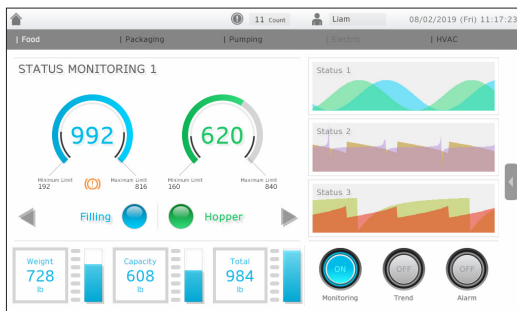 11 Count Liam 08/02/2019 (Fri) 11:17:23
| Food | Packaging | Pumping | Electric | HVAC
STATUS MONITORING 1
992
620
Minimum Limit
192
Maximum Limit
816
Minimum Limit
160
Maximum Limit
840
Filling
Hopper
Weight
728
lb
Capacity
608
lb
Total
984
lb
Status 1
Status 2
Status 3
ON
OFF
OFF
Monitoring
Trend
Alarm